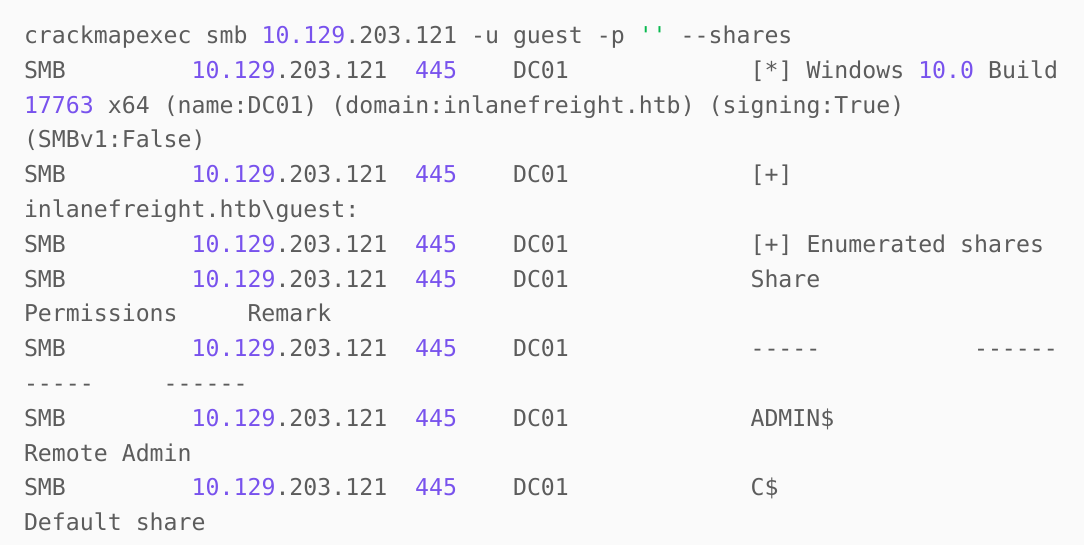 crackmapexec smb 10.129.203.121 -u guest -p '' --shares
SMB         10.129.203.121  445    DC01             [*] Windows 10.0 Build
17763 x64 (name:DC01) (domain:inlanefreight.htb) (signing:True)
(SMBv1:False)
SMB         10.129.203.121  445    DC01             [+]
inlanefreight.htb\guest:
SMB         10.129.203.121  445    DC01             [+] Enumerated shares
SMB         10.129.203.121  445    DC01             Share
Permissions     Remark
SMB         10.129.203.121  445    DC01             -----           ------
-----     ------
SMB         10.129.203.121  445    DC01             ADMIN$
Remote Admin
SMB         10.129.203.121  445    DC01             C$
Default share